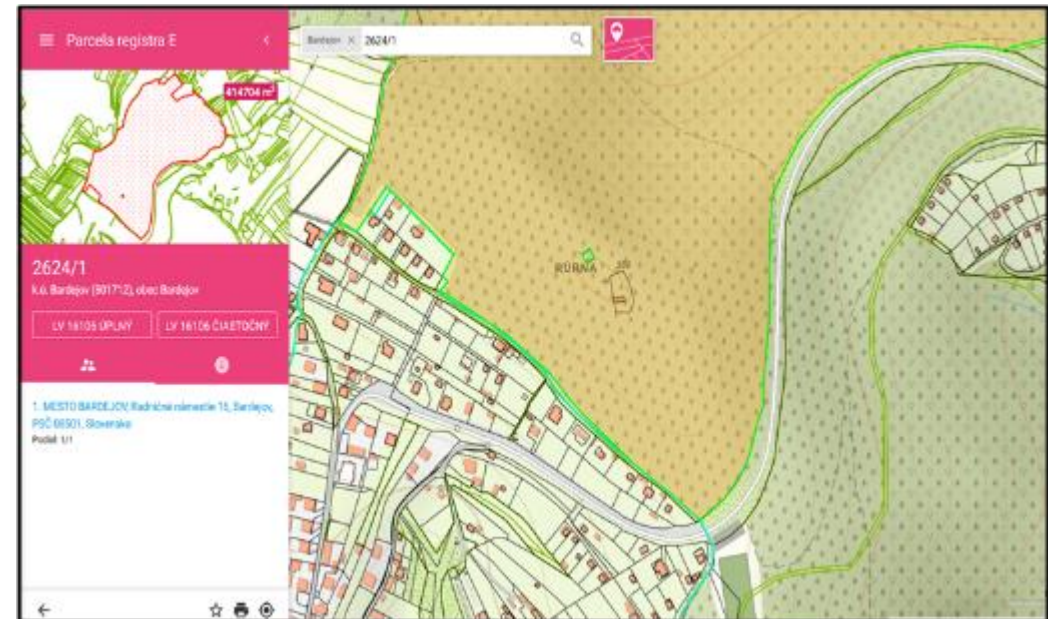 Parcela registra E
Bardejov × 2624/1
414704 m²
2624/1
k.ú. Bardejov (801712), obec Bardejov
LV 16105 ÚPLNÝ
LV 16106 ČIASTOČNÝ
1. MESTO BARDEJOV, Radničné námestie 16, Bardejov,
PSČ 08501, Slovensko
Podiel: 1/1
RÚRNA